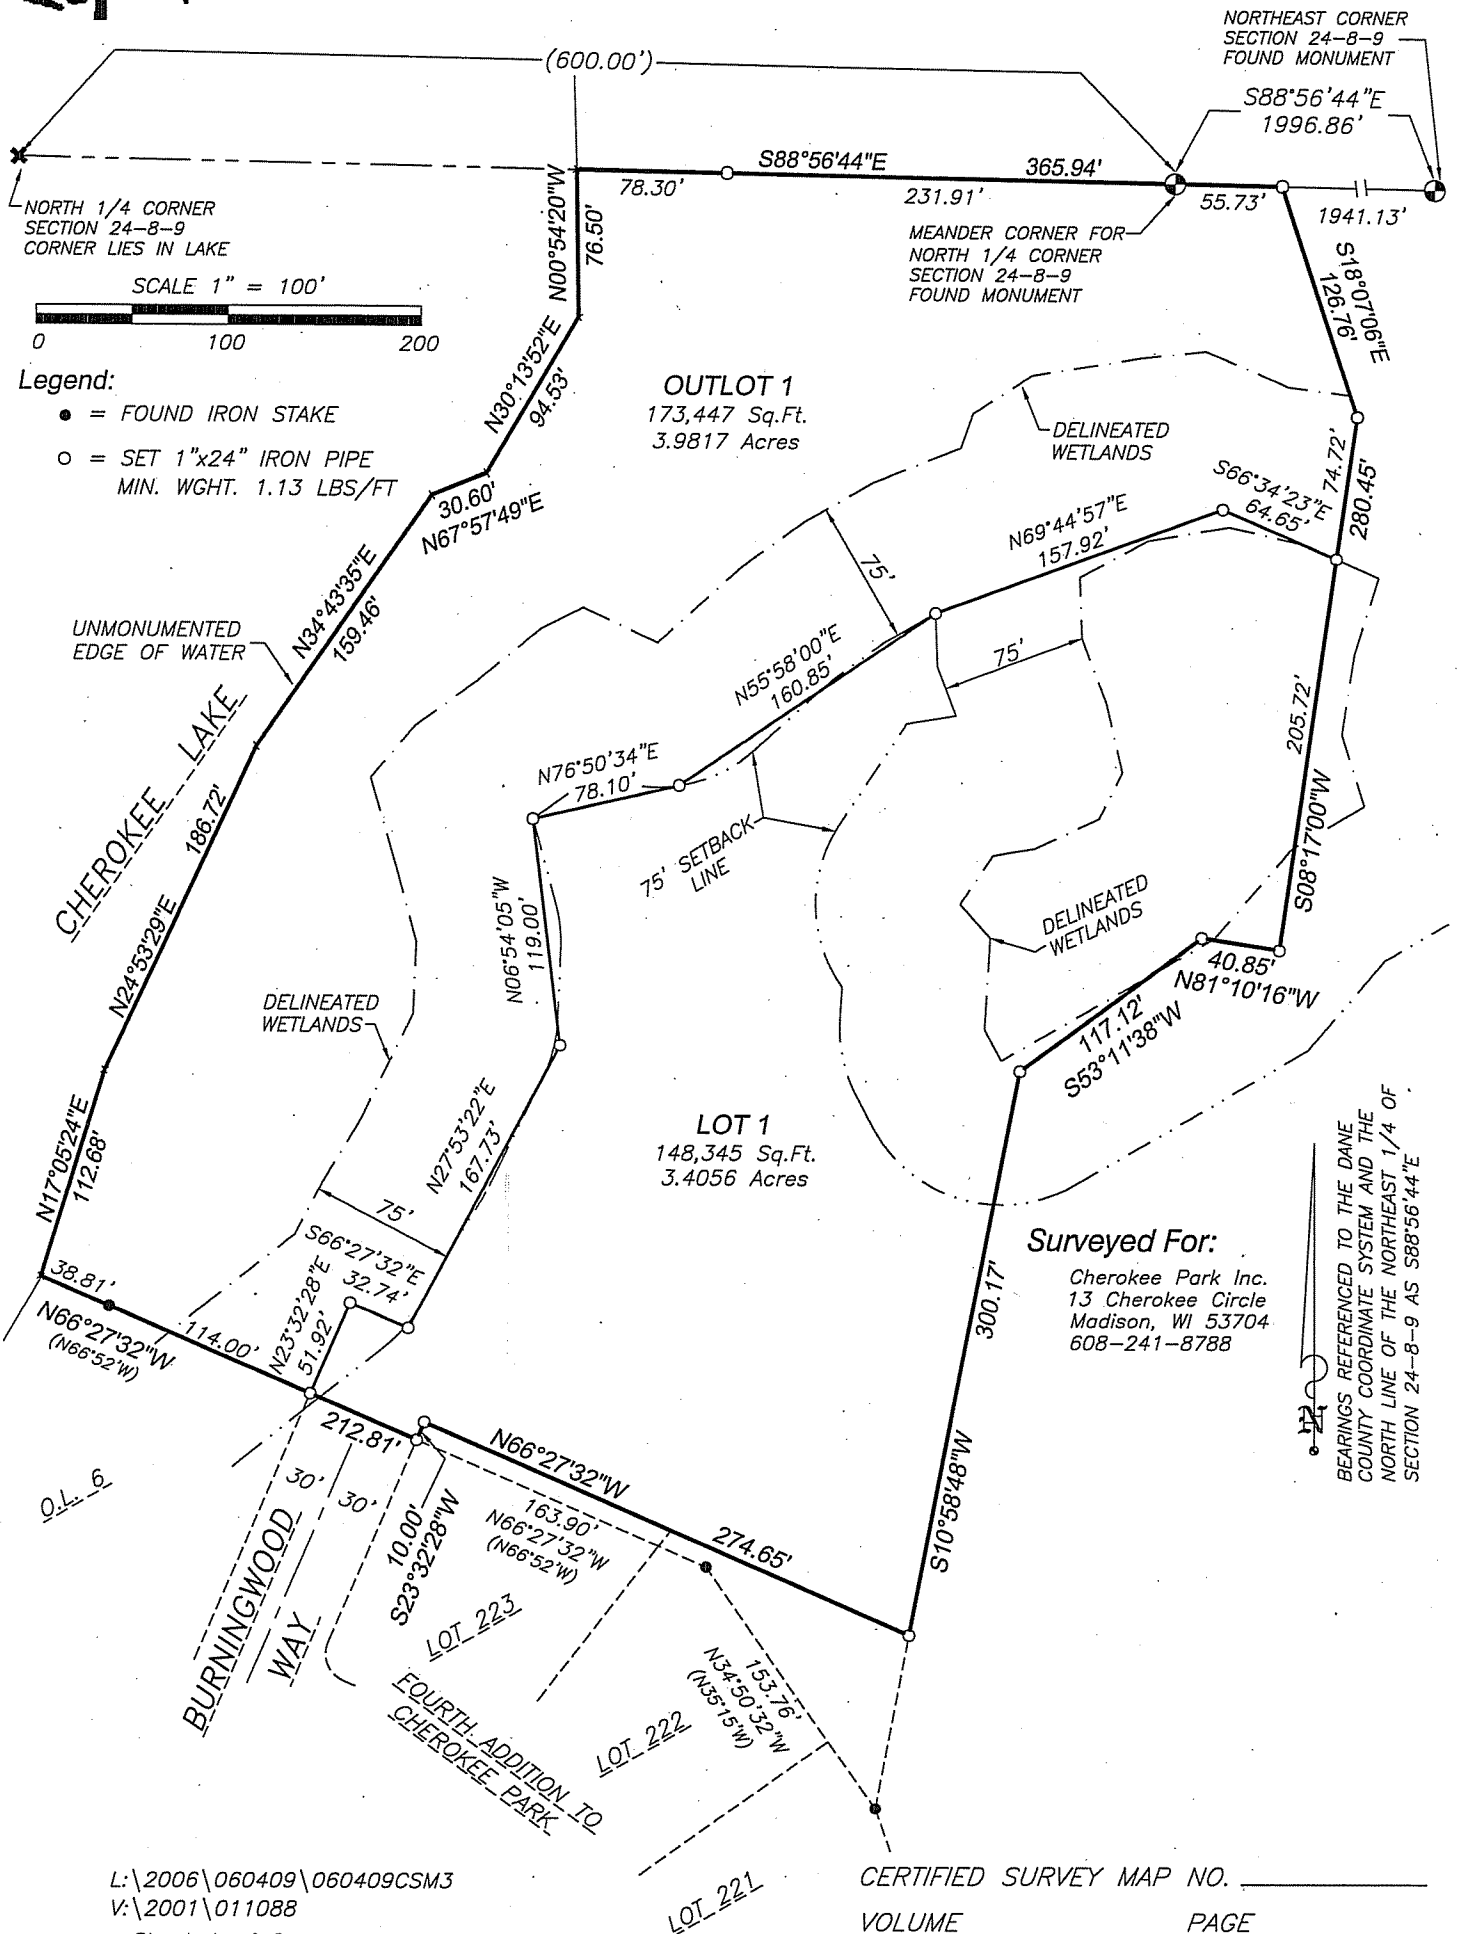 NORTHEAST CORNER
SECTION 24-8-9
FOUND MONUMENT
(600.00')
S88°56'44"E
1996.86'
S88°56'44"E
365.94'
78.30'
231.91'
55.73'
1941.13'
NORTH 1/4 CORNER
SECTION 24-8-9
CORNER LIES IN LAKE
N00°54'20"W
76.50'
MEANDER CORNER FOR
NORTH 1/4 CORNER
SECTION 24-8-9
FOUND MONUMENT
S18°07'06"E
126.76'
SCALE 1" = 100'
0 100 200
Legend:
= FOUND IRON STAKE
= SET 1"x24" IRON PIPE
MIN. WGHT. 1.13 LBS/FT
N30°13'52"E
94.53'
OUTLOT 1
173,447 Sq.Ft.
3.9817 Acres
DELINEATED
WETLANDS
74.72'
280.45'
S66°34'23"E
64.65'
30.60'
N67°57'49"E
N69°44'57"E
157.92'
75'
N34°43'35"E
159.46'
UNMONUMENTED
EDGE OF WATER
75'
N55°58'00"E
160.85'
CHEROKEE LAKE
205.72'
S08°17'00"W
N76°50'34"E
78.10'
186.72'
N24°53'29"E
75' SETBACK
LINE
N06°54'05"W
119.00'
DELINEATED
WETLANDS
40.85'
N81°10'16"W
DELINEATED
WETLANDS
117.12'
S53°11'38"W
N17°05'24"E
112.68'
N27°53'22"E
167.73'
LOT 1
148,345 Sq.Ft.
3.4056 Acres
75'
S66°27'32"E
32.74'
Surveyed For:
Cherokee Park Inc.
13 Cherokee Circle
Madison, WI 53704
608-241-8788
BEARINGS REFERENCED TO THE DANE
COUNTY COORDINATE SYSTEM AND THE
NORTH LINE OF THE NORTHEAST 1/4 OF
SECTION 24-8-9 AS S88°56'44"E
N
38.81'
N66°27'32"W
(N66°52'W)
114.00'
N23°32'28"E
51.92'
300.17'
S10°58'48"W
212.81'
N66°27'32"W
274.65'
30'
30'
O.L. 6
163.90'
N66°27'32"W
(N66°52'W)
10.00'
S23°32'28"W
BURNINGWOOD
WAY
LOT 223
153.76'
N34°50'32"W
(N35°15'W)
FOURTH ADDITION TO
CHEROKEE PARK
LOT 222
LOT 221
L:\2006\060409\060409CSM3
V:\2001\011088
CERTIFIED SURVEY MAP NO.
VOLUME PAGE